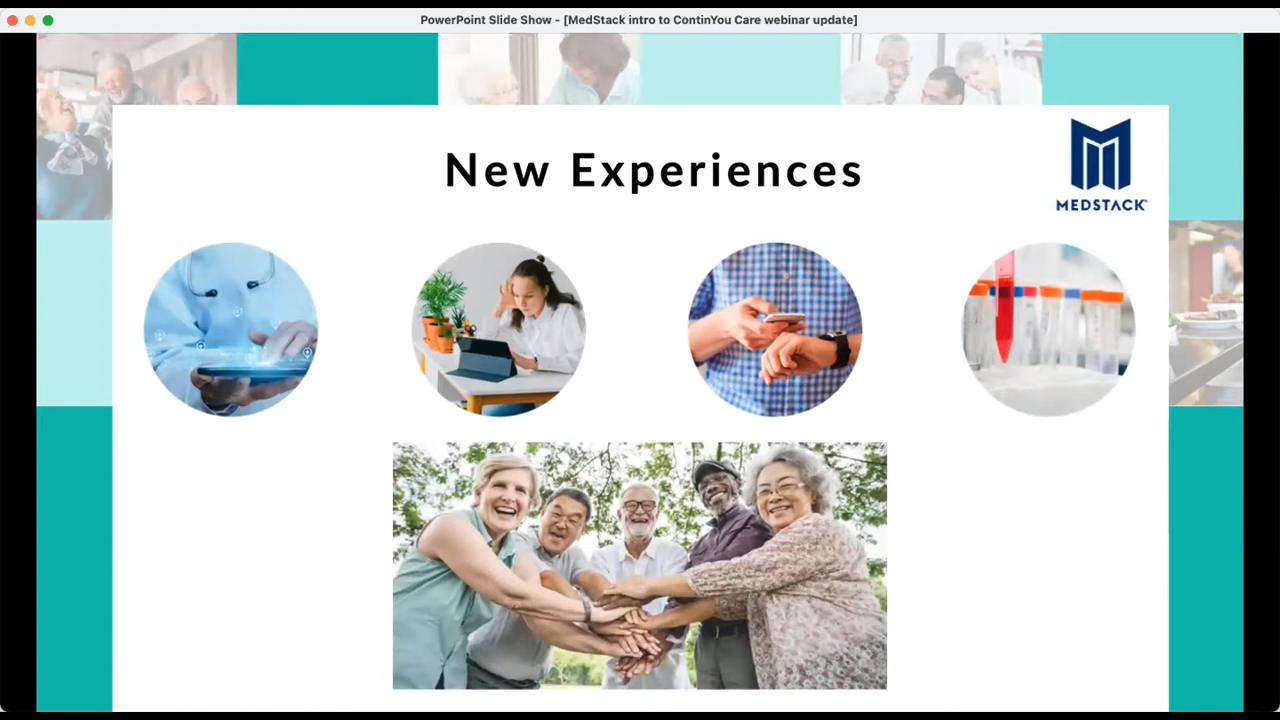 PowerPoint Slide Show - [MedStack intro to ContinYou Care webinar update]
New Experiences
MEDSTACK